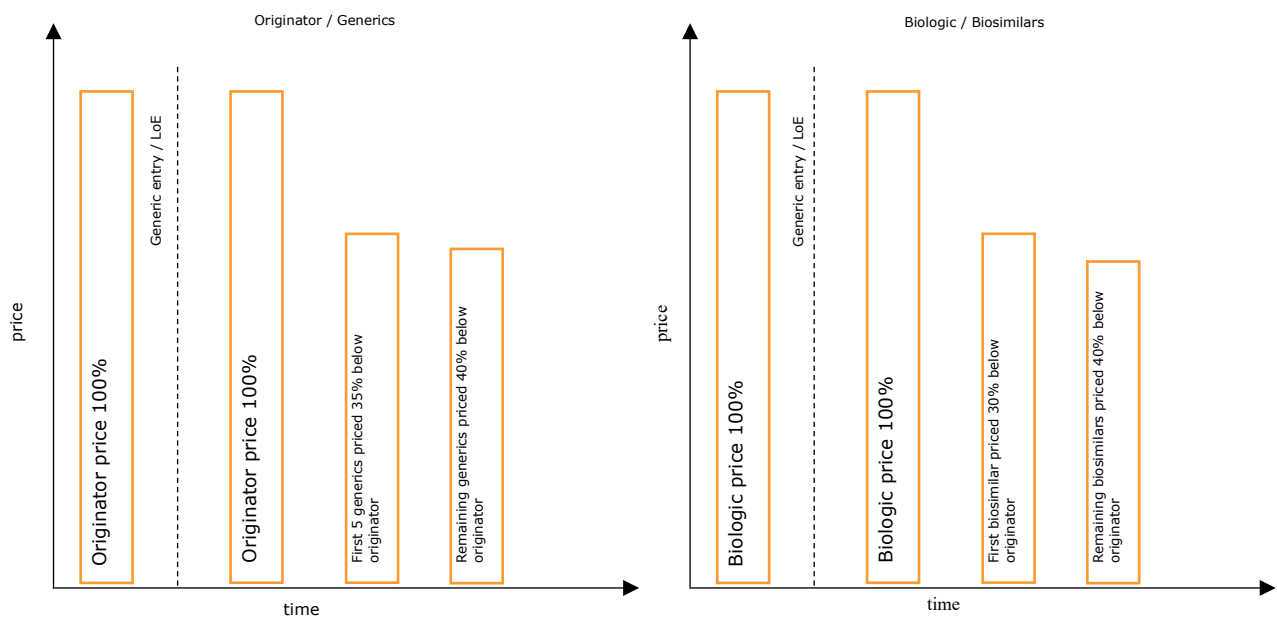 Originator / Generics
price
Originator price 100%
Generic entry / LoE
Originator price 100%
First 5 generics priced 35% below
originator
Remaining generics priced 40% below
originator
time
Biologic / Biosimilars
price
Biologic price 100%
Generic entry / LoE
Biologic price 100%
First biosimilar priced 30% below
originator
Remaining biosimilars priced 40% below
originator
time